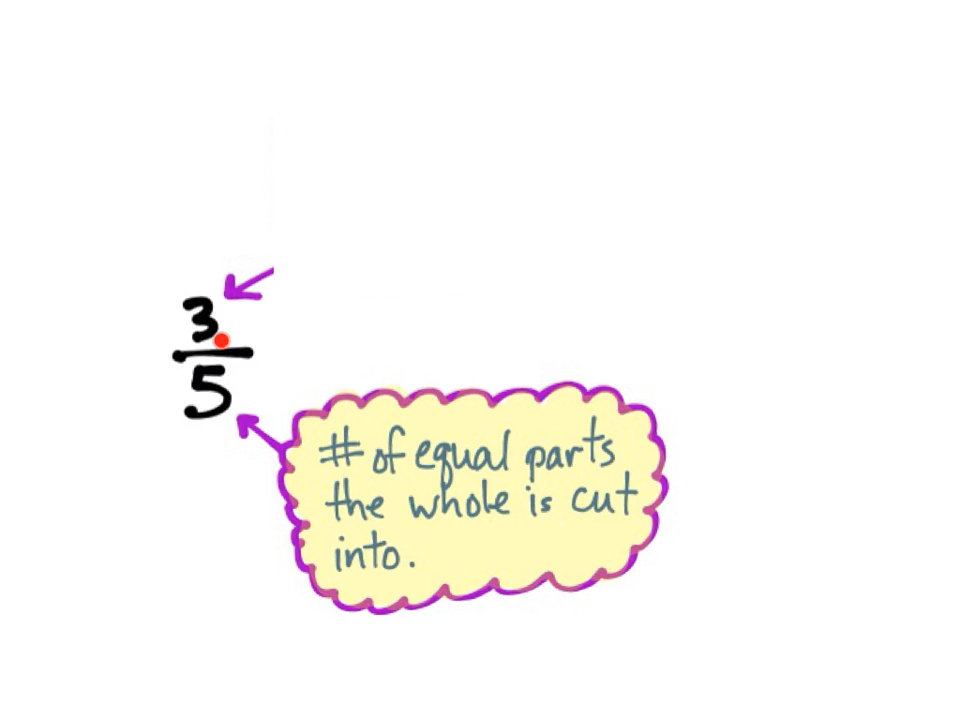 3
5
# of equal parts
the whole is cut
into.